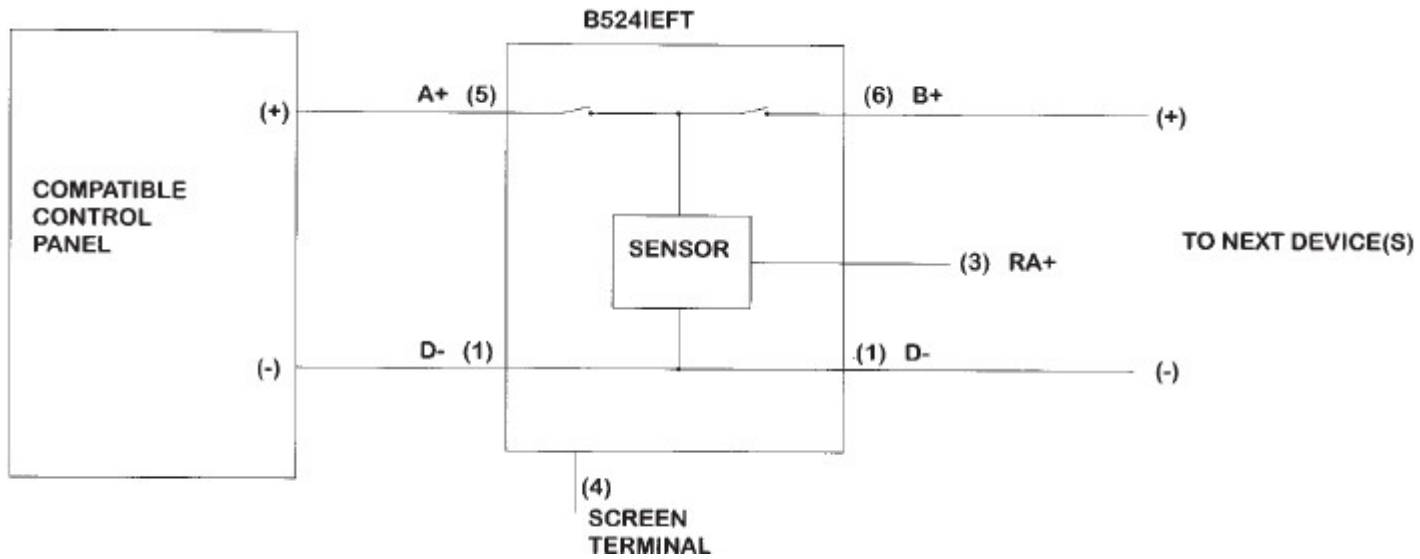 B524IEFT
A+ (5)
(6) B+
(+)
(+)
COMPATIBLE
CONTROL
PANEL
SENSOR
TO NEXT DEVICE(S)
(3) RA+
D- (1)
(1) D-
(-)
(-)
(4)
SCREEN
TERMINAL